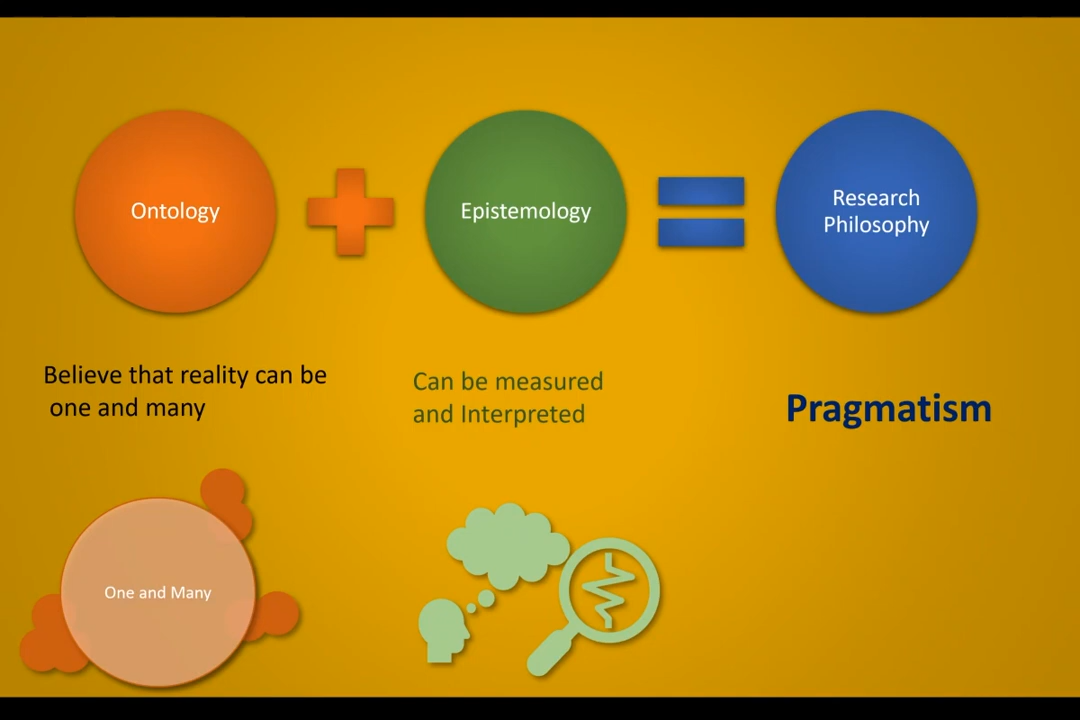 Ontology
Epistemology
Research
Philosophy
Believe that reality can be
one and many
Can be measured
and Interpreted
Pragmatism
One and Many